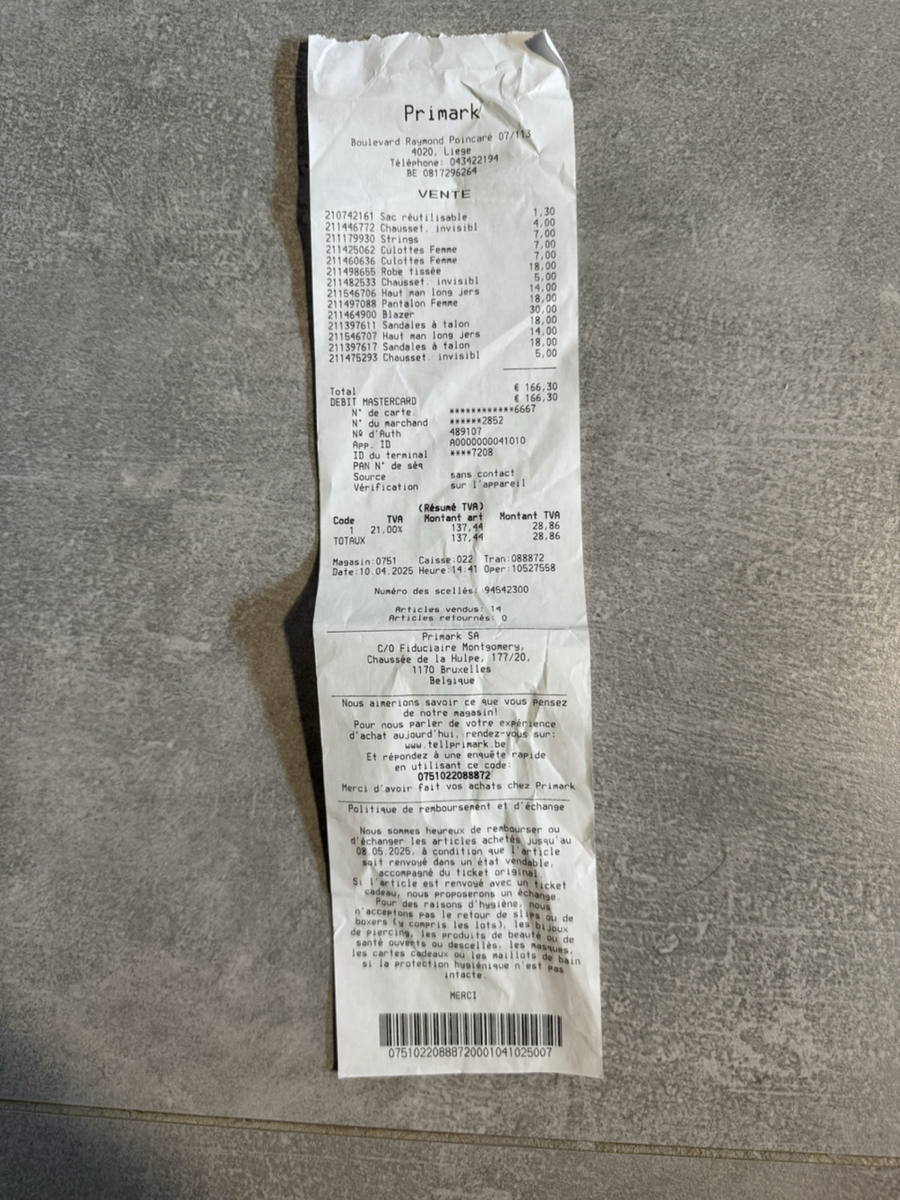 Primark
Boulevard Raymond Poincaré 07/113
4020, Liege
Téléphone: 043422194
BE 0817296264
VENTE
210742161 Sac réutilisable 1,30
211446772 Chausset. invisibl 4,00
211179930 Strings 7,00
211425062 Culottes Femme 7,00
211460636 Culottes Femme 7,00
211498655 Robe tissée 18,00
211482533 Chausset. invisibl 5,00
211546706 Haut man long jers 14,00
211497088 Pantalon Femme 18,00
211464900 Blazer 30,00
211397611 Sandales à talon 18,00
211546707 Haut man long jers 14,00
211397617 Sandales à talon 18,00
211475293 Chausset. invisibl 5,00
Total € 166,30
DEBIT MASTERCARD € 166,30
N° de carte. ************6667
N° du marchand ******2852
Nº d'Auth 489107
App. ID A0000000041010
ID du terminal ****7208
PAN N° de séq
Source sans contact
Vérification sur l'appareil
(Résumé TVA)
Code TVA Montant art Montant TVA
1 21,00% 137,44 28,86
TOTAUX 137,44 28,86
Magasin:0751 Caisse:022 Tran:088872
Date:10.04.2025 Heure:14:41 Oper:10527558
Numéro des scellés: 94542300
Articles vendus: 14
Articles retournés: 0
Primark SA
C/O Fiduciaire Montgomery,
Chaussée de la Hulpe, 177/20,
1170 Bruxelles
Belgique
Nous aimerions savoir ce que vous pensez
de notre magasin!
Pour nous parler de votre expérience
d'achat aujourd'hui, rendez-vous sur:
www.tellprimark.be
Et répondez à une enquête rapide
en utilisant ce code:
0751022088872
Merci d'avoir fait vos achats chez Primark
Politique de remboursement et d'échange
Nous sommes heureux de rembourser ou
d'échanger les articles achetés jusqu'au
08.05.2025, à condition que l'article
soit renvoyé dans un état vendable,
accompagné du ticket original.
Si l'article est renvoyé avec un ticket
cadeau, nous proposerons un échange.
Pour des raisons d'hygiène, nous
n'acceptons pas le retour de slips ou de
boxers (y compris les lots), les bijoux
de piercing, les produits de beauté ou de
santé ouverts ou descellés, les masques,
les cartes cadeaux ou les maillots de bain
si la protection hygiénique n'est pas
intacte.
MERCI
07510220888720001041025007